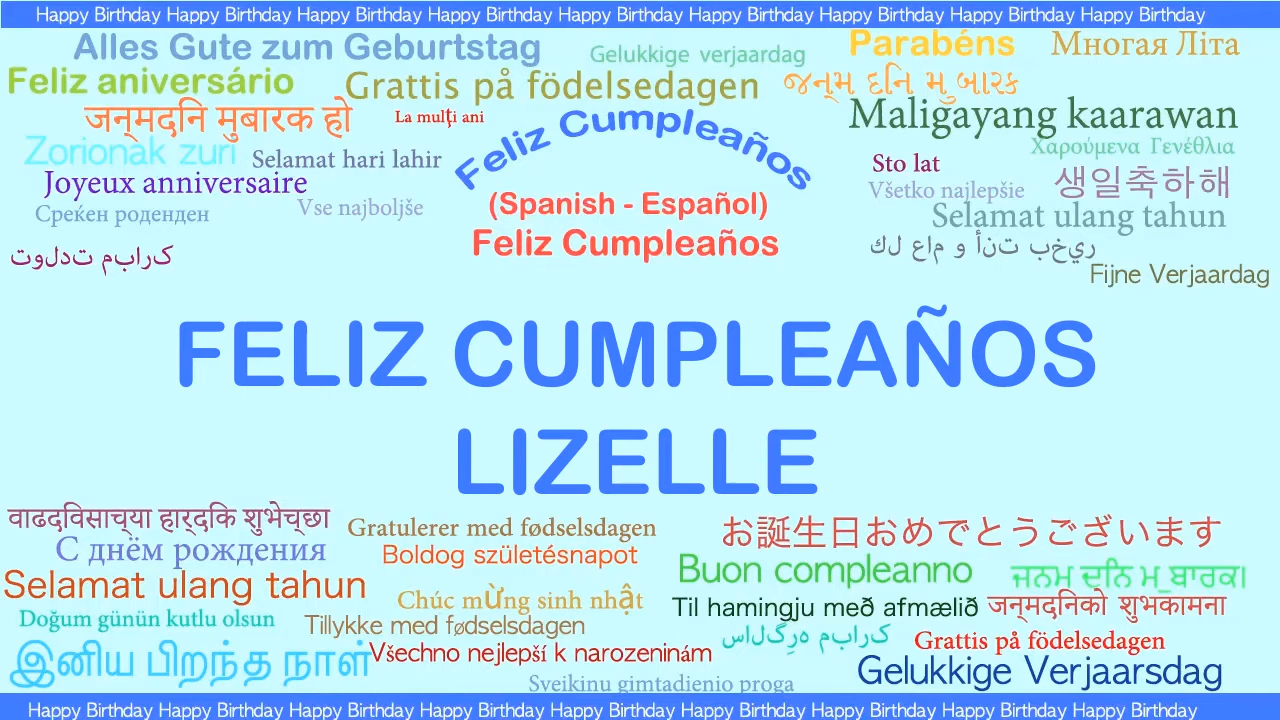 Happy Birthday Happy Birthday Happy Birthday Happy Birthday Happy Birthday Happy Birthday Happy Birthday Happy Birthday Happy Birthday
Alles Gute zum Geburtstag
Gelukkige verjaardag
Parabéns
Многая Літа
Feliz aniversário
Grattis på födelsedagen
જન્મ દિન મુબારક
जन्मदिन मुबारक हो
La mulţi ani
Feliz Cumpleaños
Maligayang kaarawan
Zorionak zuri
Selamat hari lahir
Sto lat
Χαρούμενα Γενέθλια
Joyeux anniversaire
(Spanish - Español)
Všetko najlepšie
생일축하해
Среќен роденден
Vse najboljše
Feliz Cumpleaños
Selamat ulang tahun
تولدت مبارک
كل عام و أنت بخير
Fijne Verjaardag
FELIZ CUMPLEAÑOS
LIZELLE
वाढदिवसाच्या हार्दिक शुभेच्छा
Gratulerer med fødselsdagen
お誕生日おめでとうございます
С днём рождения
Boldog születésnapot
Buon compleanno
ਜਨਮ ਦਿਨ ਮੁਬਾਰਕ।
Selamat ulang tahun
Chúc mừng sinh nhật
Til hamingju með afmælið
जन्मदिनको शुभकामना
Doğum günün kutlu olsun
Tillykke med fødselsdagen
سالگرہ مبارک
Grattis på födelsedagen
இனிய பிறந்த நாள்
Všechno nejlepší k narozeninám
Gelukkige Verjaarsdag
Sveikinu gimtadienio proga
Happy Birthday Happy Birthday Happy Birthday Happy Birthday Happy Birthday Happy Birthday Happy Birthday Happy Birthday Happy Birthday